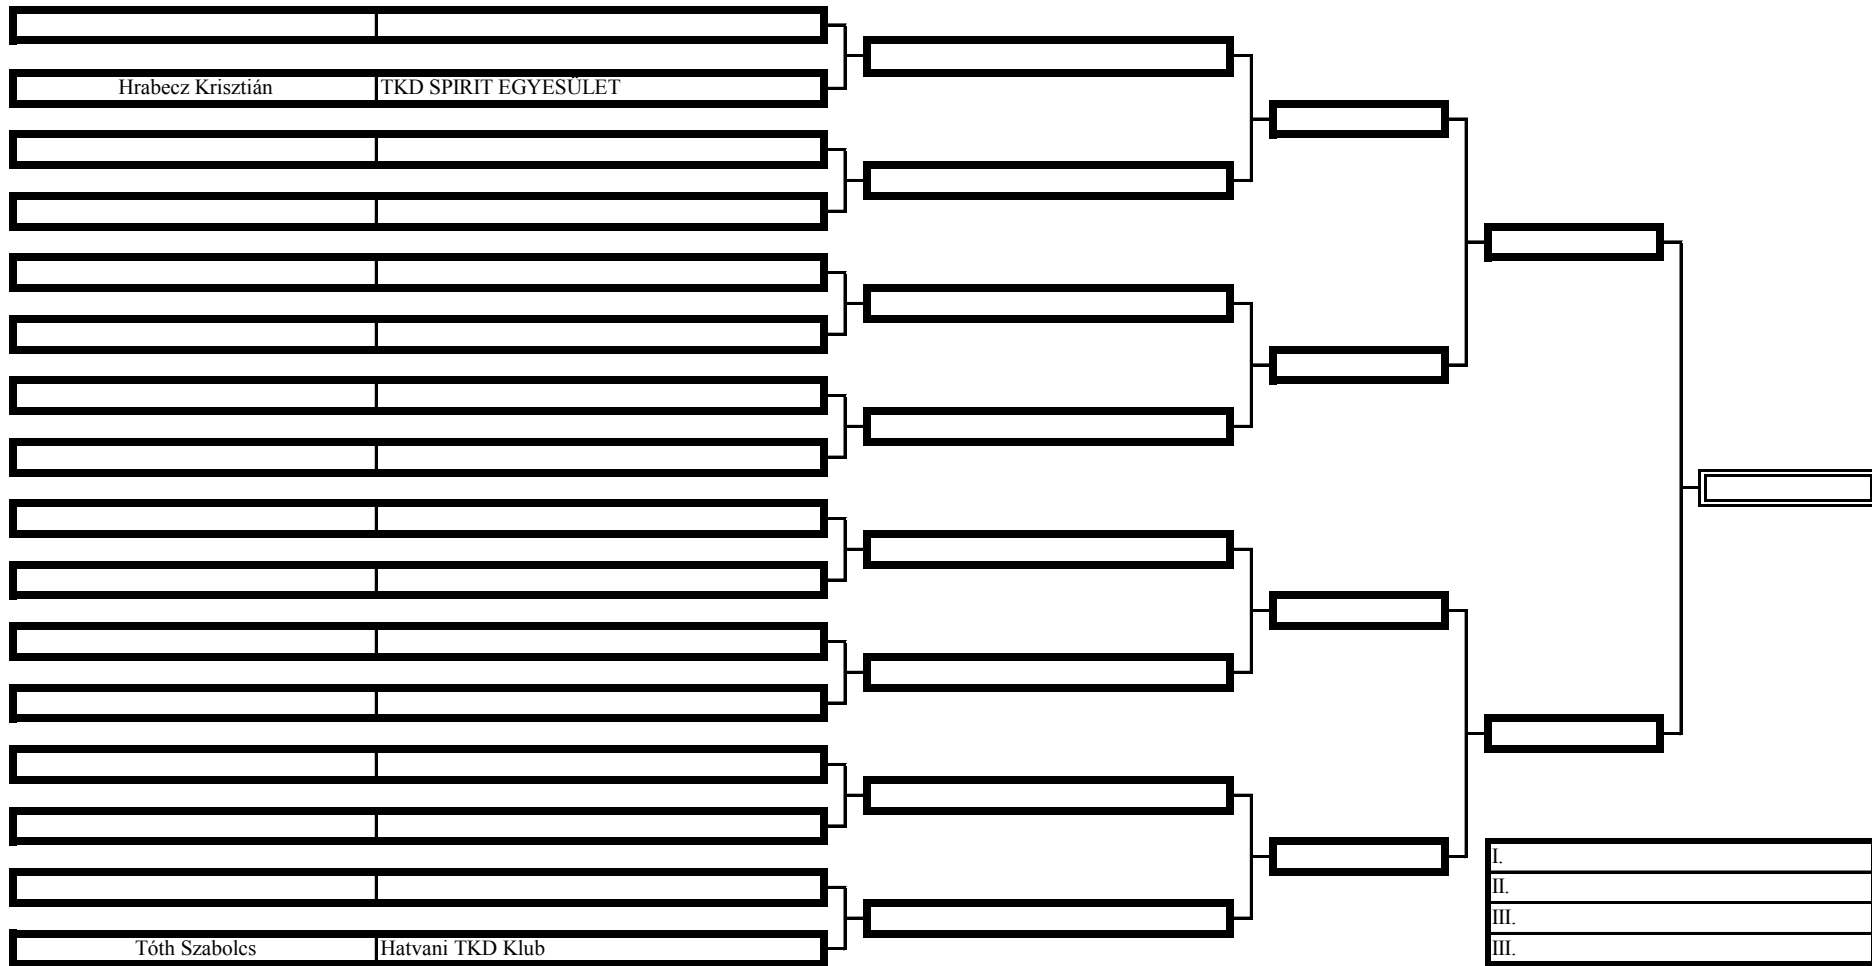 Hrabecz Krisztián TKD SPIRIT EGYESÜLET
Tóth Szabolcs Hatvani TKD Klub
I.
II.
III.
III.